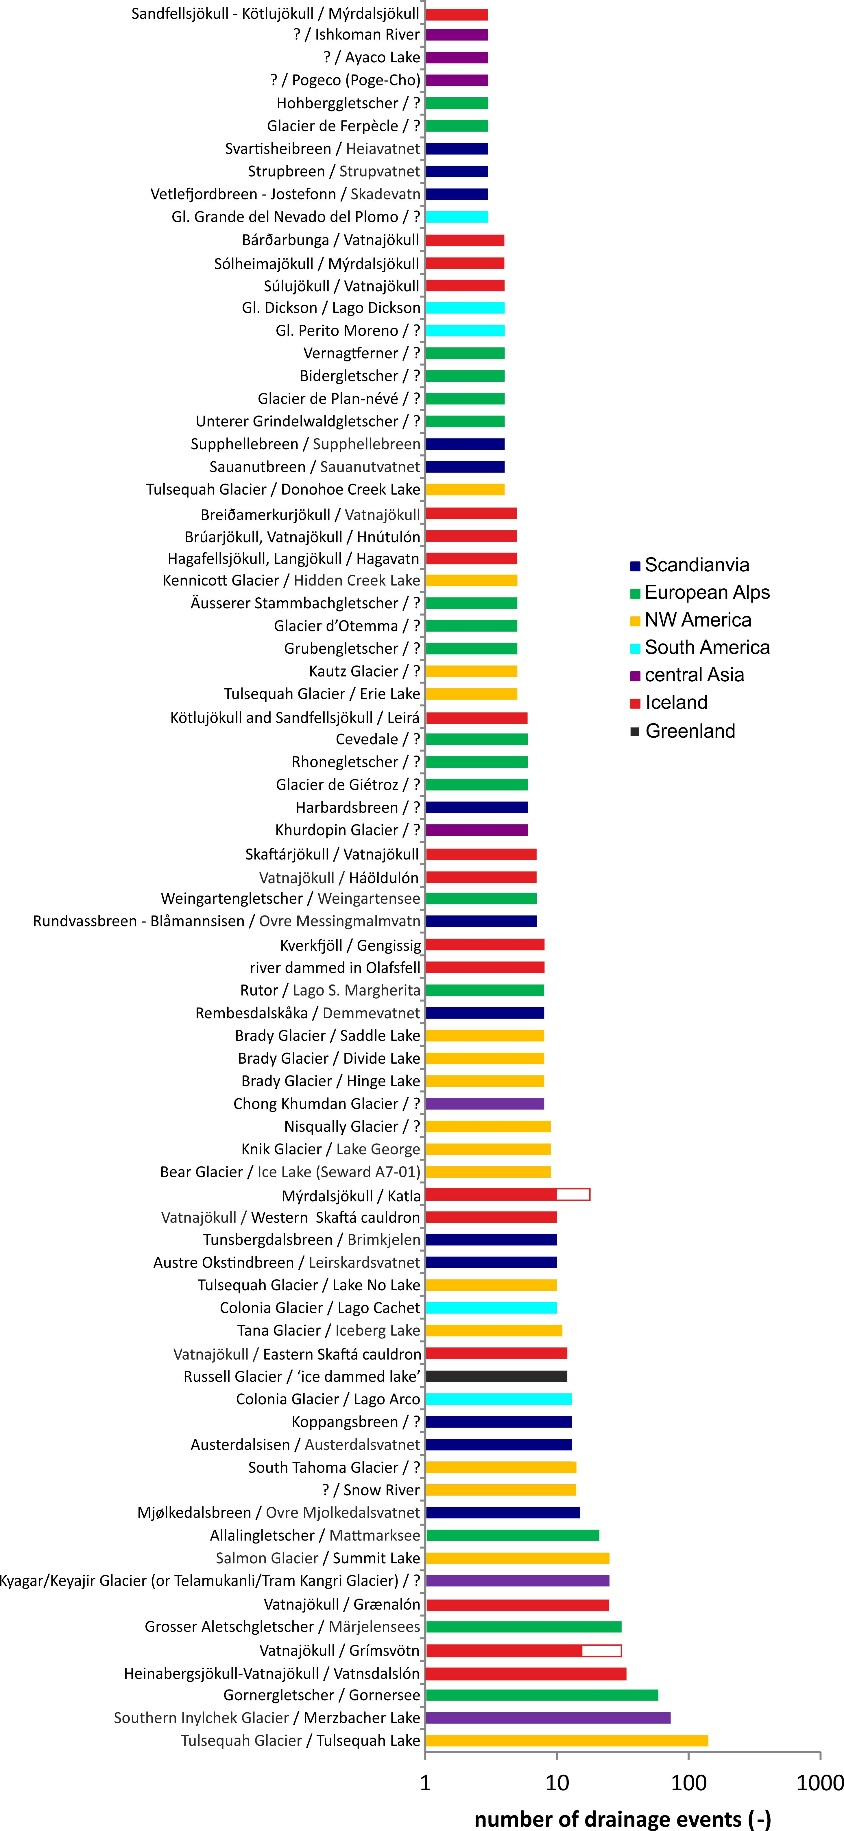 Sandfellsjökull - Kötlujökull / Mýrdalsjökull
? / Ishkoman River
? / Ayaco Lake
? / Pogeco (Poge-Cho)
Hohberggletscher / ?
Glacier de Ferpècle / ?
Svartisheibreen / Heiavatnet
Strupbreen / Strupvatnet
Vetlefjordbreen - Jostefonn / Skadevatn
Gl. Grande del Nevado del Plomo / ?
Bárðarbunga / Vatnajökull
Sólheimajökull / Mýrdalsjökull
Súlujökull / Vatnajökull
Gl. Dickson / Lago Dickson
Gl. Perito Moreno / ?
Vernagtferner / ?
Bidergletscher / ?
Glacier de Plan-névé / ?
Unterer Grindelwaldgletscher / ?
Supphellebreen / Supphellebreen
Sauanutbreen / Sauanutvatnet
Tulsequah Glacier / Donohoe Creek Lake
Breiðamerkurjökull / Vatnajökull
Brúarjökull, Vatnajökull / Hnútulón
Hagafellsjökull, Langjökull / Hagavatn
Kennicott Glacier / Hidden Creek Lake
Äusserer Stammbachgletscher / ?
Glacier d’Otemma / ?
Grubengletscher / ?
Kautz Glacier / ?
Tulsequah Glacier / Erie Lake
Kötlujökull and Sandfellsjökull / Leirá
Cevedale / ?
Rhonegletscher / ?
Glacier de Giétroz / ?
Harbardsbreen / ?
Khurdopin Glacier / ?
Skaftárjökull / Vatnajökull
Vatnajökull / Háöldulón
Weingartengletscher / Weingartensee
Rundvassbreen - Blåmannsisen / Ovre Messingmalmvatn
Kverkfjöll / Gengissig
river dammed in Olafsfell
Rutor / Lago S. Margherita
Rembesdalskåka / Demmevatnet
Brady Glacier / Saddle Lake
Brady Glacier / Divide Lake
Brady Glacier / Hinge Lake
Chong Khumdan Glacier / ?
Nisqually Glacier / ?
Knik Glacier / Lake George
Bear Glacier / Ice Lake (Seward A7-01)
Mýrdalsjökull / Katla
Vatnajökull / Western Skaftá cauldron
Tunsbergdalsbreen / Brimkjelen
Austre Okstindbreen / Leirskardsvatnet
Tulsequah Glacier / Lake No Lake
Colonia Glacier / Lago Cachet
Tana Glacier / Iceberg Lake
Vatnajökull / Eastern Skaftá cauldron
Russell Glacier / ‘ice dammed lake’
Colonia Glacier / Lago Arco
Koppangsbreen / ?
Austerdalsisen / Austerdalsvatnet
South Tahoma Glacier / ?
? / Snow River
Mjølkedalsbreen / Ovre Mjolkedalsvatnet
Allalingletscher / Mattmarksee
Salmon Glacier / Summit Lake
Kyagar/Keyajir Glacier (or Telamukanli/Tram Kangri Glacier) / ?
Vatnajökull / Grænalón
Grosser Aletschgletscher / Märjelensees
Vatnajökull / Grímsvötn
Heinabergsjökull-Vatnajökull / Vatnsdalslón
Gornergletscher / Gornersee
Southern Inylchek Glacier / Merzbacher Lake
Tulsequah Glacier / Tulsequah Lake
Scandianvia
European Alps
NW America
South America
central Asia
Iceland
Greenland
1 10 100 1000
number of drainage events (-)